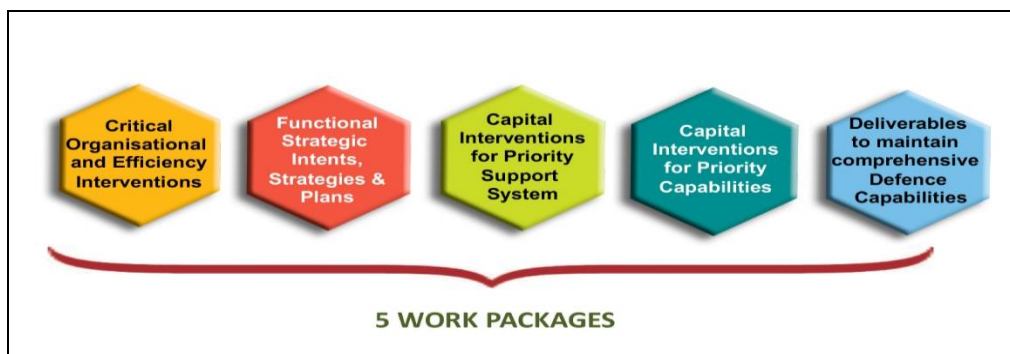 Critical
Organisational
and Efficiency
Interventions
Functional
Strategic
Intents,
Strategies &
Plans
Capital
Interventions
for Priority
Support
System
Capital
Interventions
for Priority
Capabilities
Deliverables
to maintain
comprehensive
Defence
Capabilities
5 WORK PACKAGES